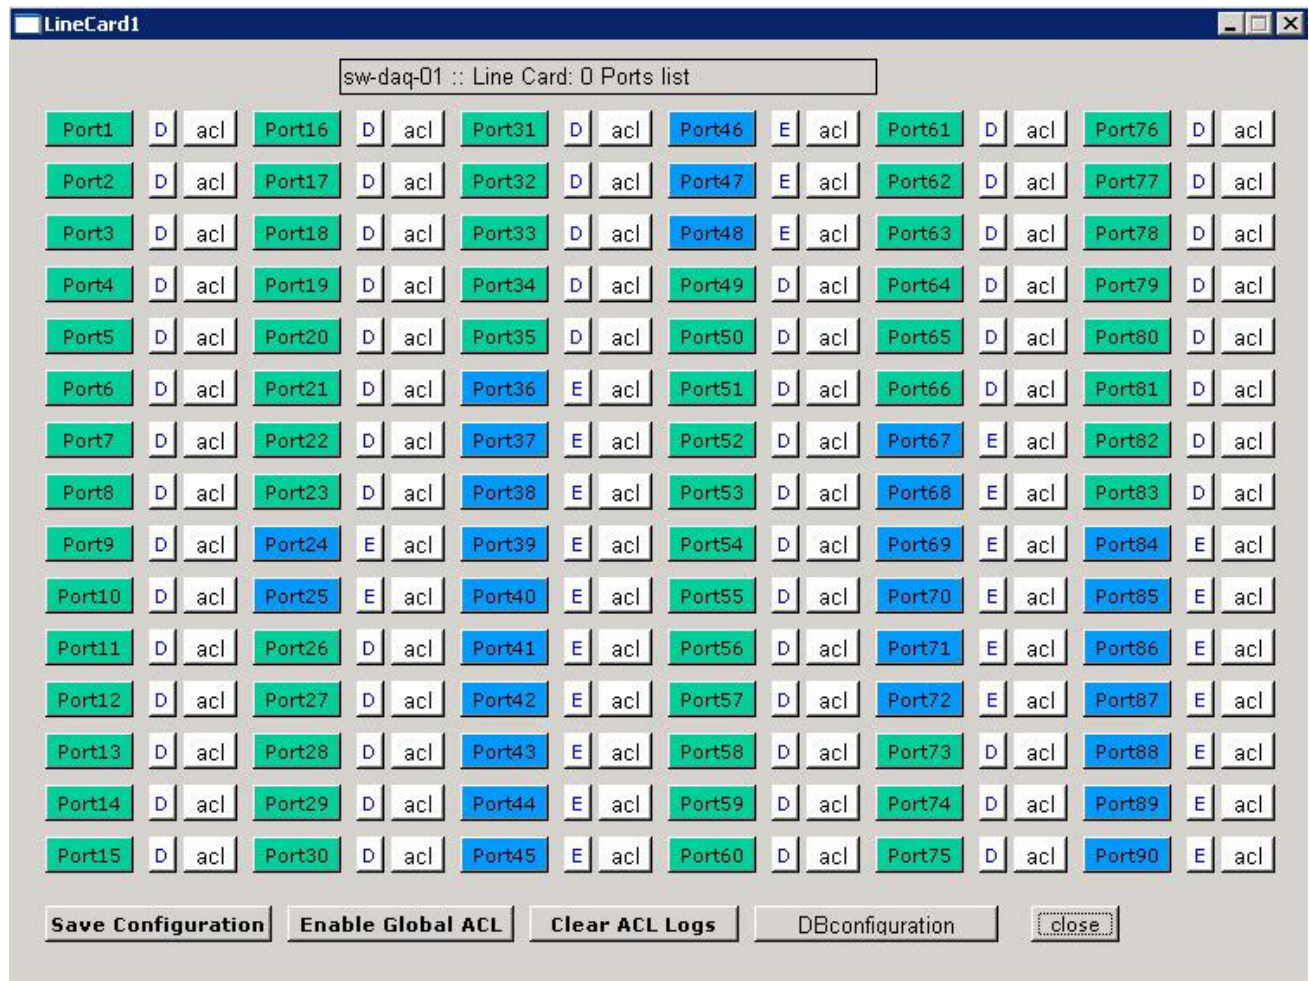 LineCard1
sw-daq-01 :: Line Card: 0 Ports list
Port1 D acl Port16 D acl Port31 D acl Port46 E acl Port61 D acl Port76 D acl
Port2 D acl Port17 D acl Port32 D acl Port47 E acl Port62 D acl Port77 D acl
Port3 D acl Port18 D acl Port33 D acl Port48 E acl Port63 D acl Port78 D acl
Port4 D acl Port19 D acl Port34 D acl Port49 D acl Port64 D acl Port79 D acl
Port5 D acl Port20 D acl Port35 D acl Port50 D acl Port65 D acl Port80 D acl
Port6 D acl Port21 D acl Port36 E acl Port51 D acl Port66 D acl Port81 D acl
Port7 D acl Port22 D acl Port37 E acl Port52 D acl Port67 E acl Port82 D acl
Port8 D acl Port23 D acl Port38 E acl Port53 D acl Port68 E acl Port83 D acl
Port9 D acl Port24 E acl Port39 E acl Port54 D acl Port69 E acl Port84 E acl
Port10 D acl Port25 E acl Port40 E acl Port55 D acl Port70 E acl Port85 E acl
Port11 D acl Port26 D acl Port41 E acl Port56 D acl Port71 E acl Port86 E acl
Port12 D acl Port27 D acl Port42 E acl Port57 D acl Port72 E acl Port87 E acl
Port13 D acl Port28 D acl Port43 E acl Port58 D acl Port73 D acl Port88 E acl
Port14 D acl Port29 D acl Port44 E acl Port59 D acl Port74 D acl Port89 E acl
Port15 D acl Port30 D acl Port45 E acl Port60 D acl Port75 D acl Port90 E acl
Save Configuration Enable Global ACL Clear ACL Logs DBconfiquration close